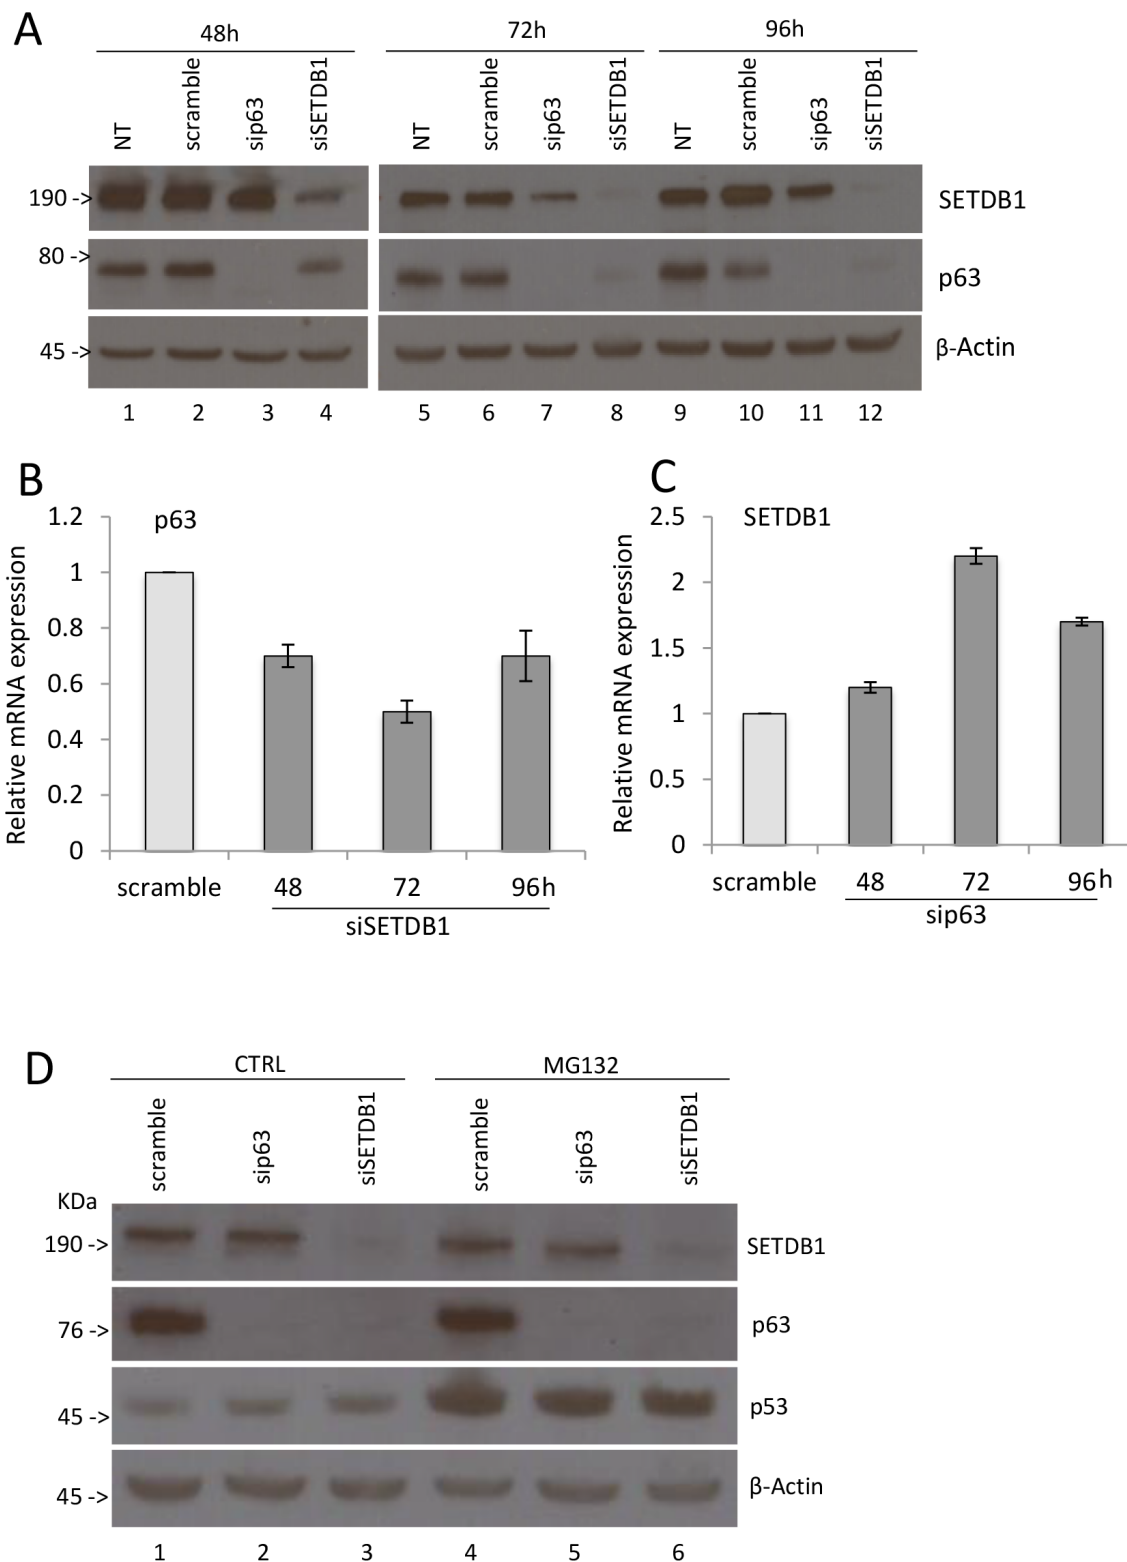 A
48h 72h 96h
NT scramble sip63 siSETDB1 NT scramble sip63 siSETDB1 NT scramble sip63 siSETDB1
190 -> SETDB1
80 -> p63
45 -> β-Actin
1 2 3 4 5 6 7 8 9 10 11 12
B
p63
Relative mRNA expression
1.2
1
0.8
0.6
0.4
0.2
0
scramble 48 72 96h
siSETDB1
C
SETDB1
Relative mRNA expression
2.5
2
1.5
1
0.5
0
scramble 48 72 96h
sip63
D
CTRL MG132
scramble sip63 siSETDB1 scramble sip63 siSETDB1
KDa
190 -> SETDB1
76 -> p63
45 -> p53
45 -> β-Actin
1 2 3 4 5 6